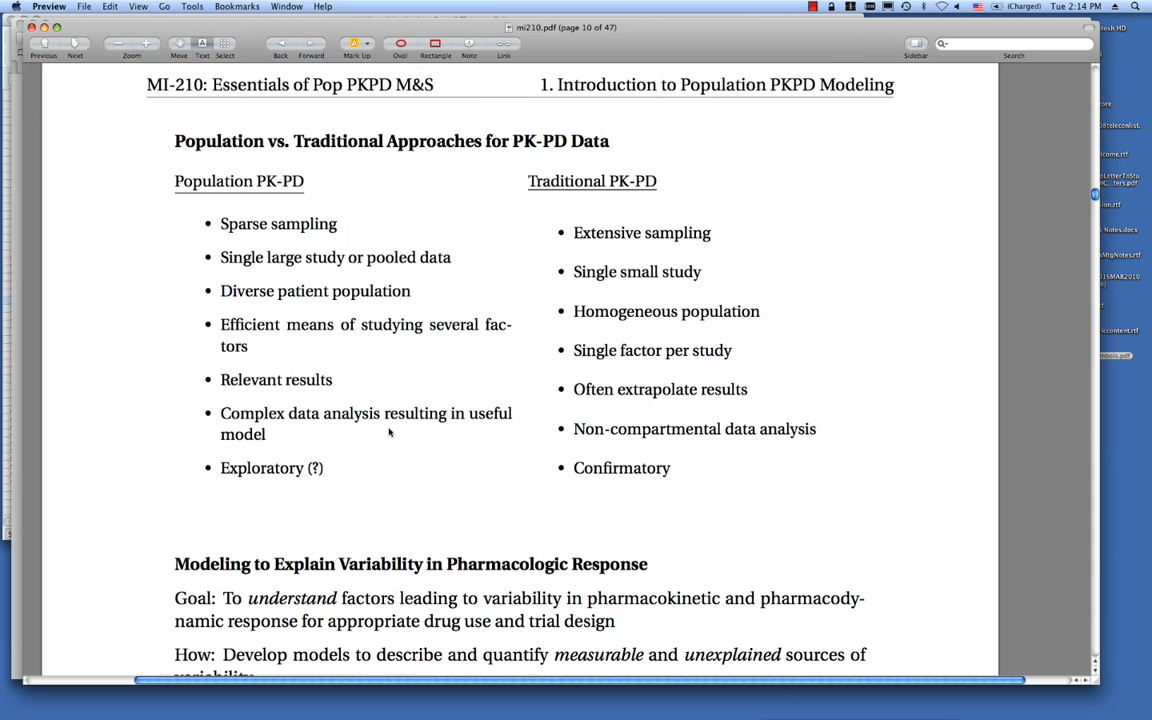 Preview File Edit View Go Tools Bookmarks Window Help
(Charged) Tue 2:14 PM
mi210.pdf (page 10 of 47)
Previous Next Zoom Move Text Select Back Forward Mark Up Oval Rectangle Note Link Sidebar Search
MI-210: Essentials of Pop PKPD M&S 1. Introduction to Population PKPD Modeling
Population vs. Traditional Approaches for PK-PD Data
Population PK-PD
• Sparse sampling
• Single large study or pooled data
• Diverse patient population
• Efficient means of studying several fac-
tors
• Relevant results
• Complex data analysis resulting in useful
model
• Exploratory (?)
Traditional PK-PD
• Extensive sampling
• Single small study
• Homogeneous population
• Single factor per study
• Often extrapolate results
• Non-compartmental data analysis
• Confirmatory
Modeling to Explain Variability in Pharmacologic Response
Goal: To understand factors leading to variability in pharmacokinetic and pharmacody-
namic response for appropriate drug use and trial design
How: Develop models to describe and quantify measurable and unexplained sources of
variability